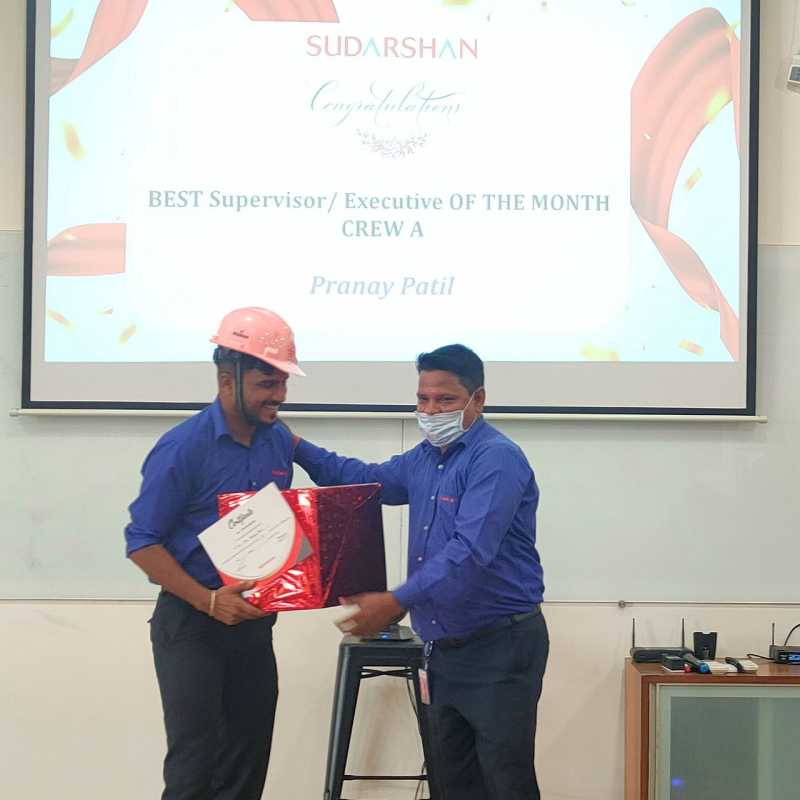 SUDARSHAN
Congratulations
BEST Supervisor/ Executive OF THE MONTH
CREW A
Pranay Patil
Certificate